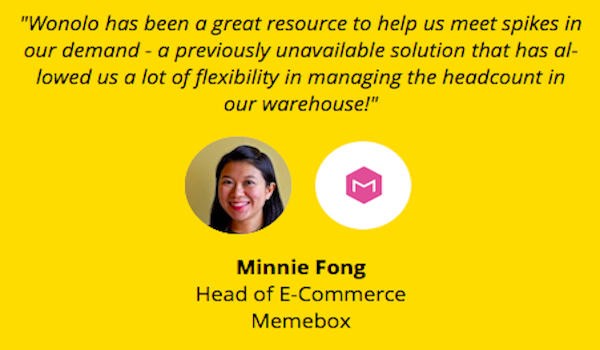 "Wonolo has been a great resource to help us meet spikes in
our demand - a previously unavailable solution that has al-
lowed us a lot of flexibility in managing the headcount in
our warehouse!"
M
Minnie Fong
Head of E-Commerce
Memebox